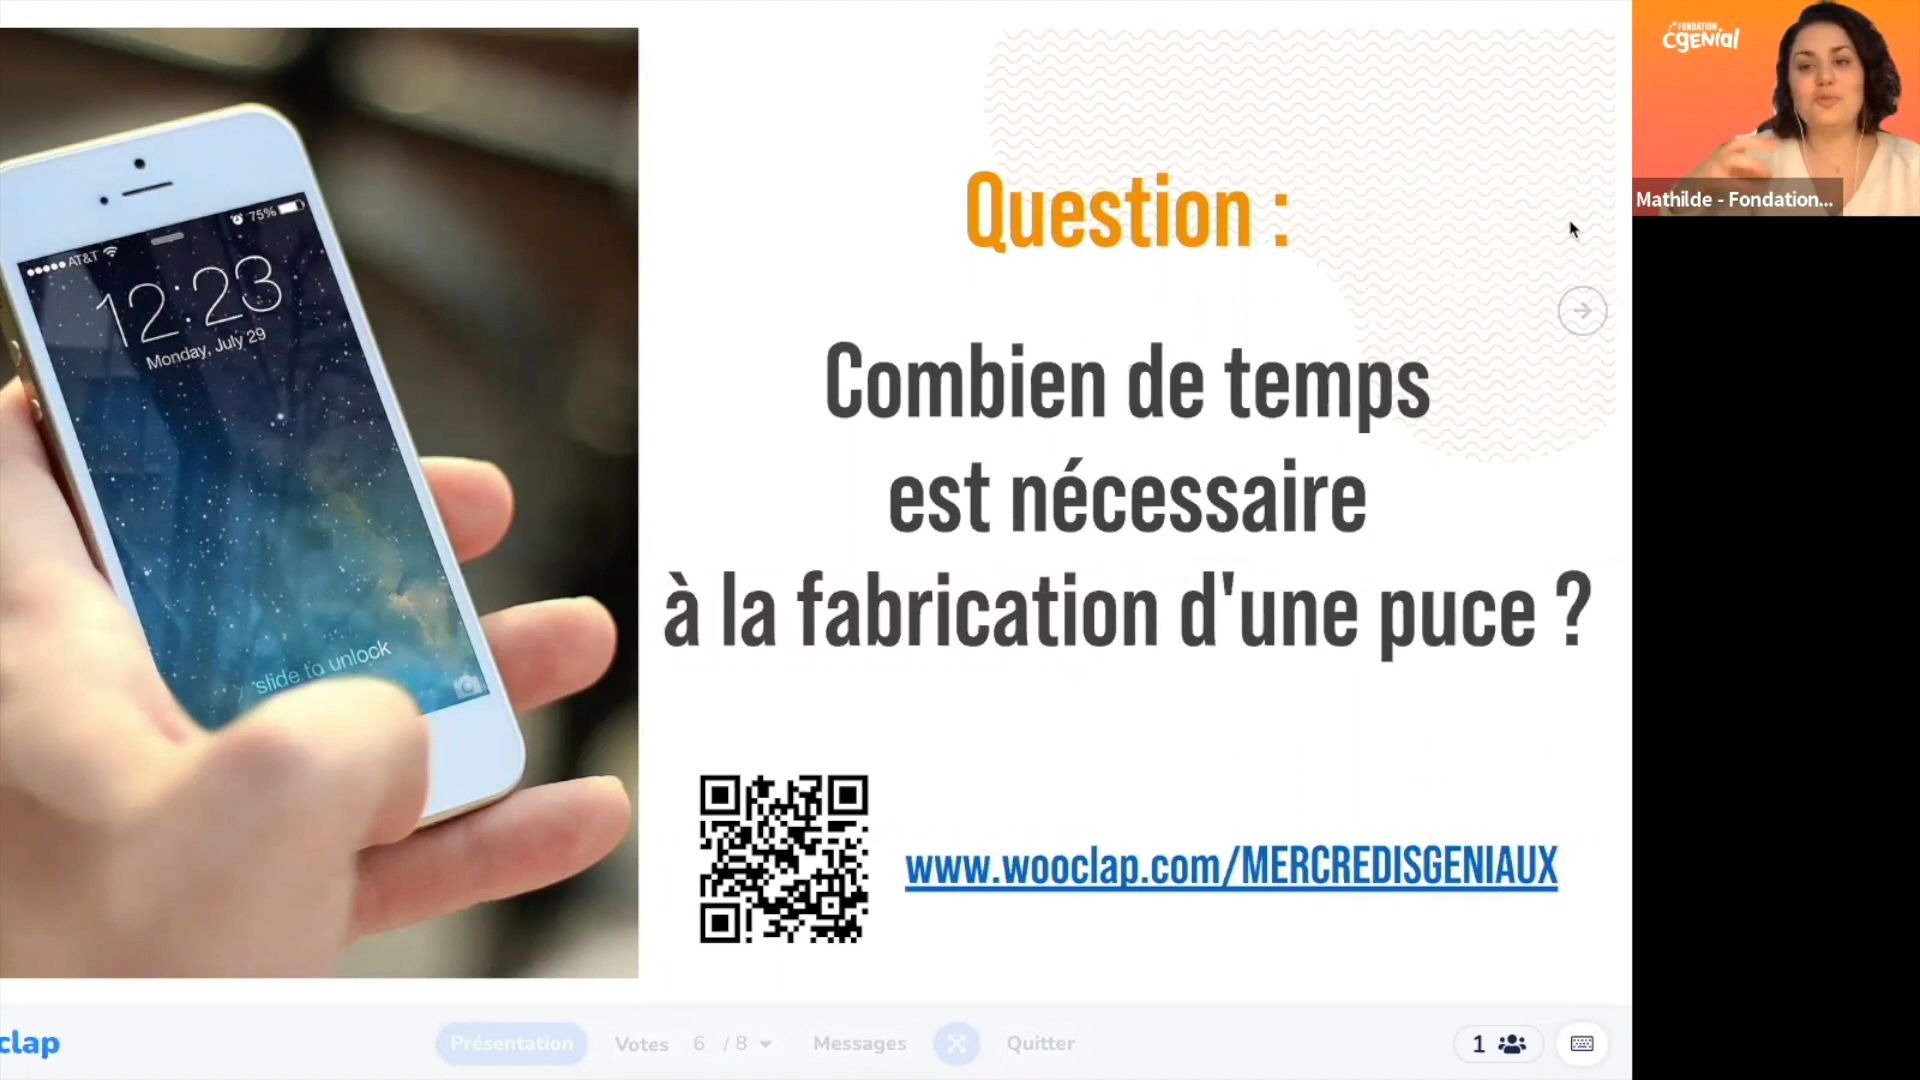 FONDATION
CGENIAL
Mathilde - Fondation...
75%
AT&T
12:23
Monday, July 29
slide to unlock
Question :
Combien de temps
est nécessaire
à la fabrication d'une puce ?
www.wooclap.com/MERCREDISGENIAUX
clap
Présentation
Votes 6 / 8
Messages
Quitter
1